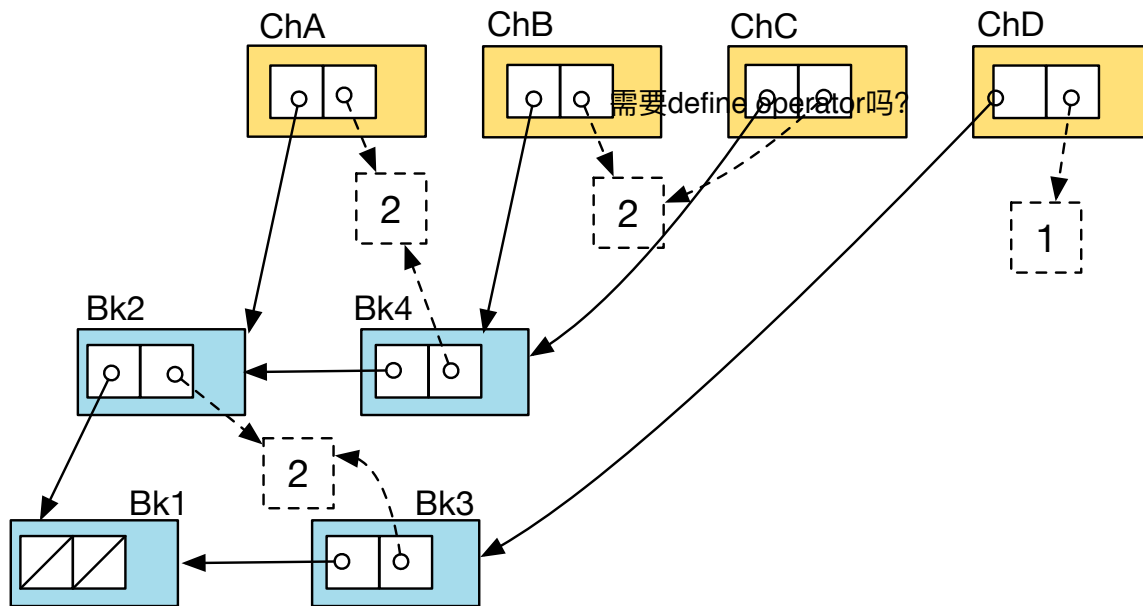 ChA
ChB
ChC
ChD
需要define operator吗?
2
2
1
Bk2
Bk4
2
Bk1
Bk3